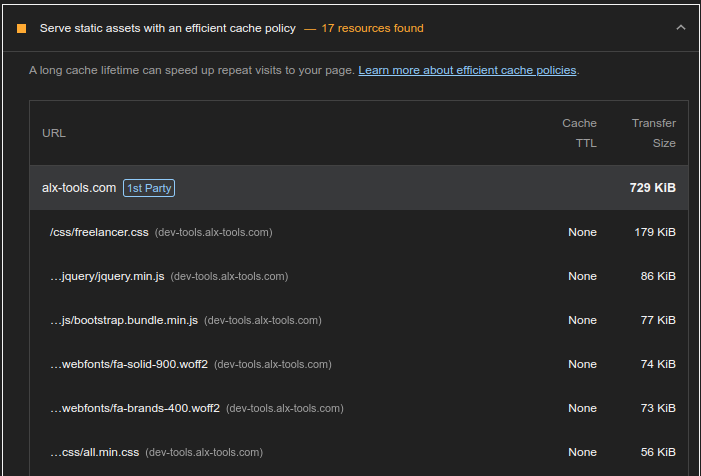 Serve static assets with an efficient cache policy — 17 resources found
A long cache lifetime can speed up repeat visits to your page. Learn more about efficient cache policies.
URL Cache TTL Transfer Size
alx-tools.com 1st Party 729 KiB
/css/freelancer.css (dev-tools.alx-tools.com) None 179 KiB
…jquery/jquery.min.js (dev-tools.alx-tools.com) None 86 KiB
…js/bootstrap.bundle.min.js (dev-tools.alx-tools.com) None 77 KiB
…webfonts/fa-solid-900.woff2 (dev-tools.alx-tools.com) None 74 KiB
…webfonts/fa-brands-400.woff2 (dev-tools.alx-tools.com) None 73 KiB
…css/all.min.css (dev-tools.alx-tools.com) None 56 KiB